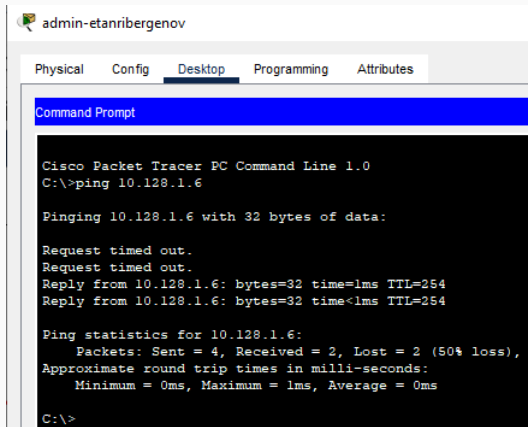 admin-etanribergenov
Physical Config Desktop Programming Attributes
Command Prompt
Cisco Packet Tracer PC Command Line 1.0
C:\>ping 10.128.1.6
Pinging 10.128.1.6 with 32 bytes of data:
Request timed out.
Request timed out.
Reply from 10.128.1.6: bytes=32 time=1ms TTL=254
Reply from 10.128.1.6: bytes=32 time<1ms TTL=254
Ping statistics for 10.128.1.6:
Packets: Sent = 4, Received = 2, Lost = 2 (50% loss),
Approximate round trip times in milli-seconds:
Minimum = 0ms, Maximum = 1ms, Average = 0ms
C:\>